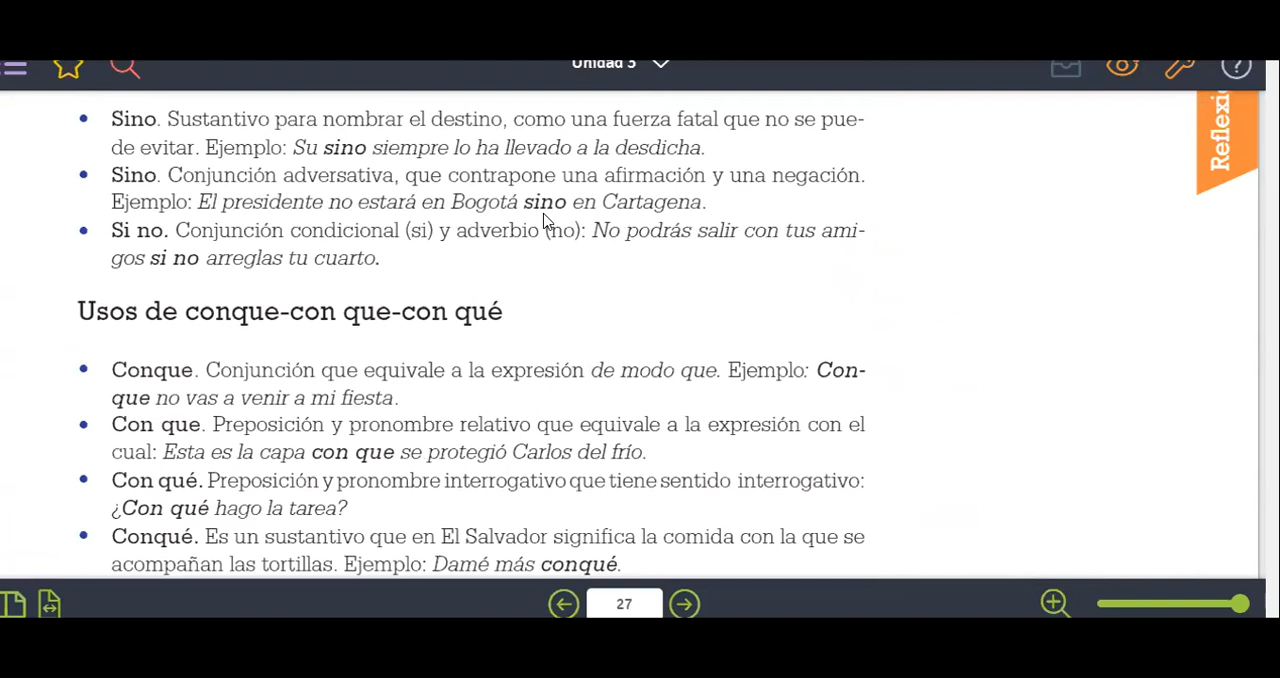 Unidad 3
Reflexi
Sino. Sustantivo para nombrar el destino, como una fuerza fatal que no se pue-
de evitar. Ejemplo: Su sino siempre lo ha llevado a la desdicha.
Sino. Conjunción adversativa, que contrapone una afirmación y una negación.
Ejemplo: El presidente no estará en Bogotá sino en Cartagena.
Si no. Conjunción condicional (si) y adverbio (no): No podrás salir con tus ami-
gos si no arreglas tu cuarto.
Usos de conque-con que-con qué
Conque. Conjunción que equivale a la expresión de modo que. Ejemplo: Con-
que no vas a venir a mi fiesta.
Con que. Preposición y pronombre relativo que equivale a la expresión con el
cual: Esta es la capa con que se protegió Carlos del frío.
Con qué. Preposición y pronombre interrogativo que tiene sentido interrogativo:
¿Con qué hago la tarea?
Conqué. Es un sustantivo que en El Salvador significa la comida con la que se
acompañan las tortillas. Ejemplo: Damé más conqué.
27